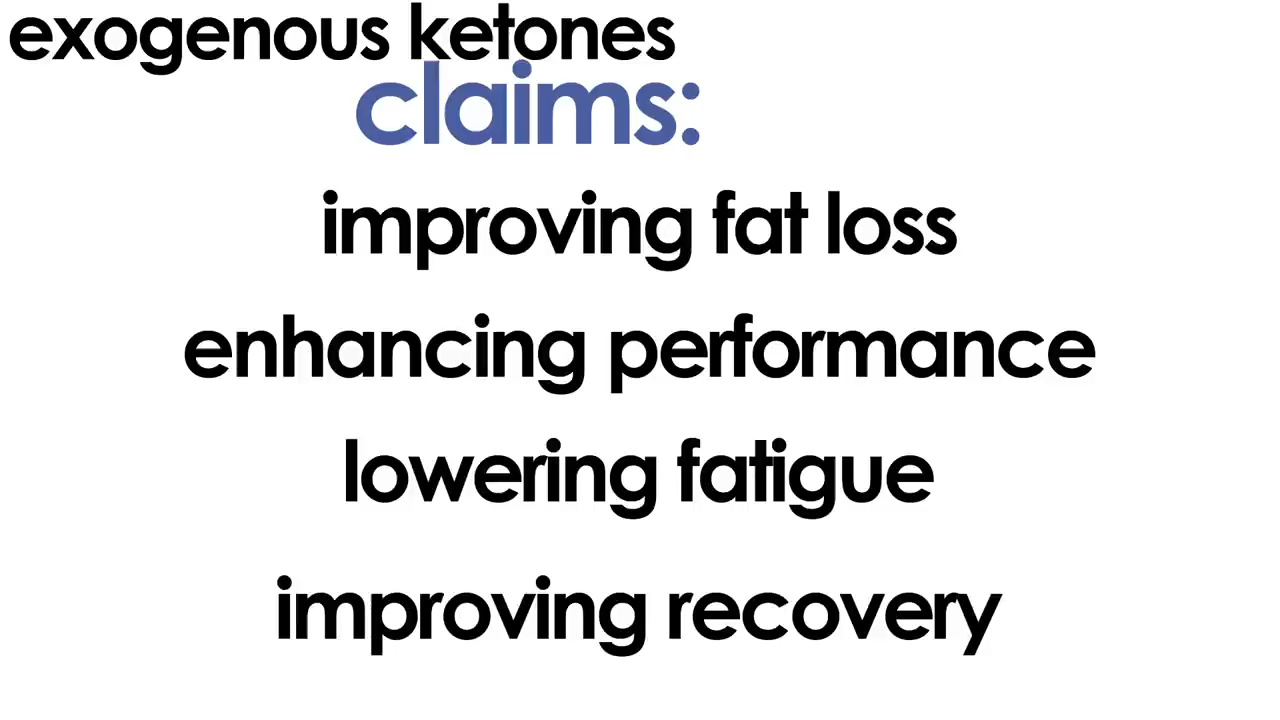 exogenous ketones
claims:
improving fat loss
enhancing performance
lowering fatigue
improving recovery